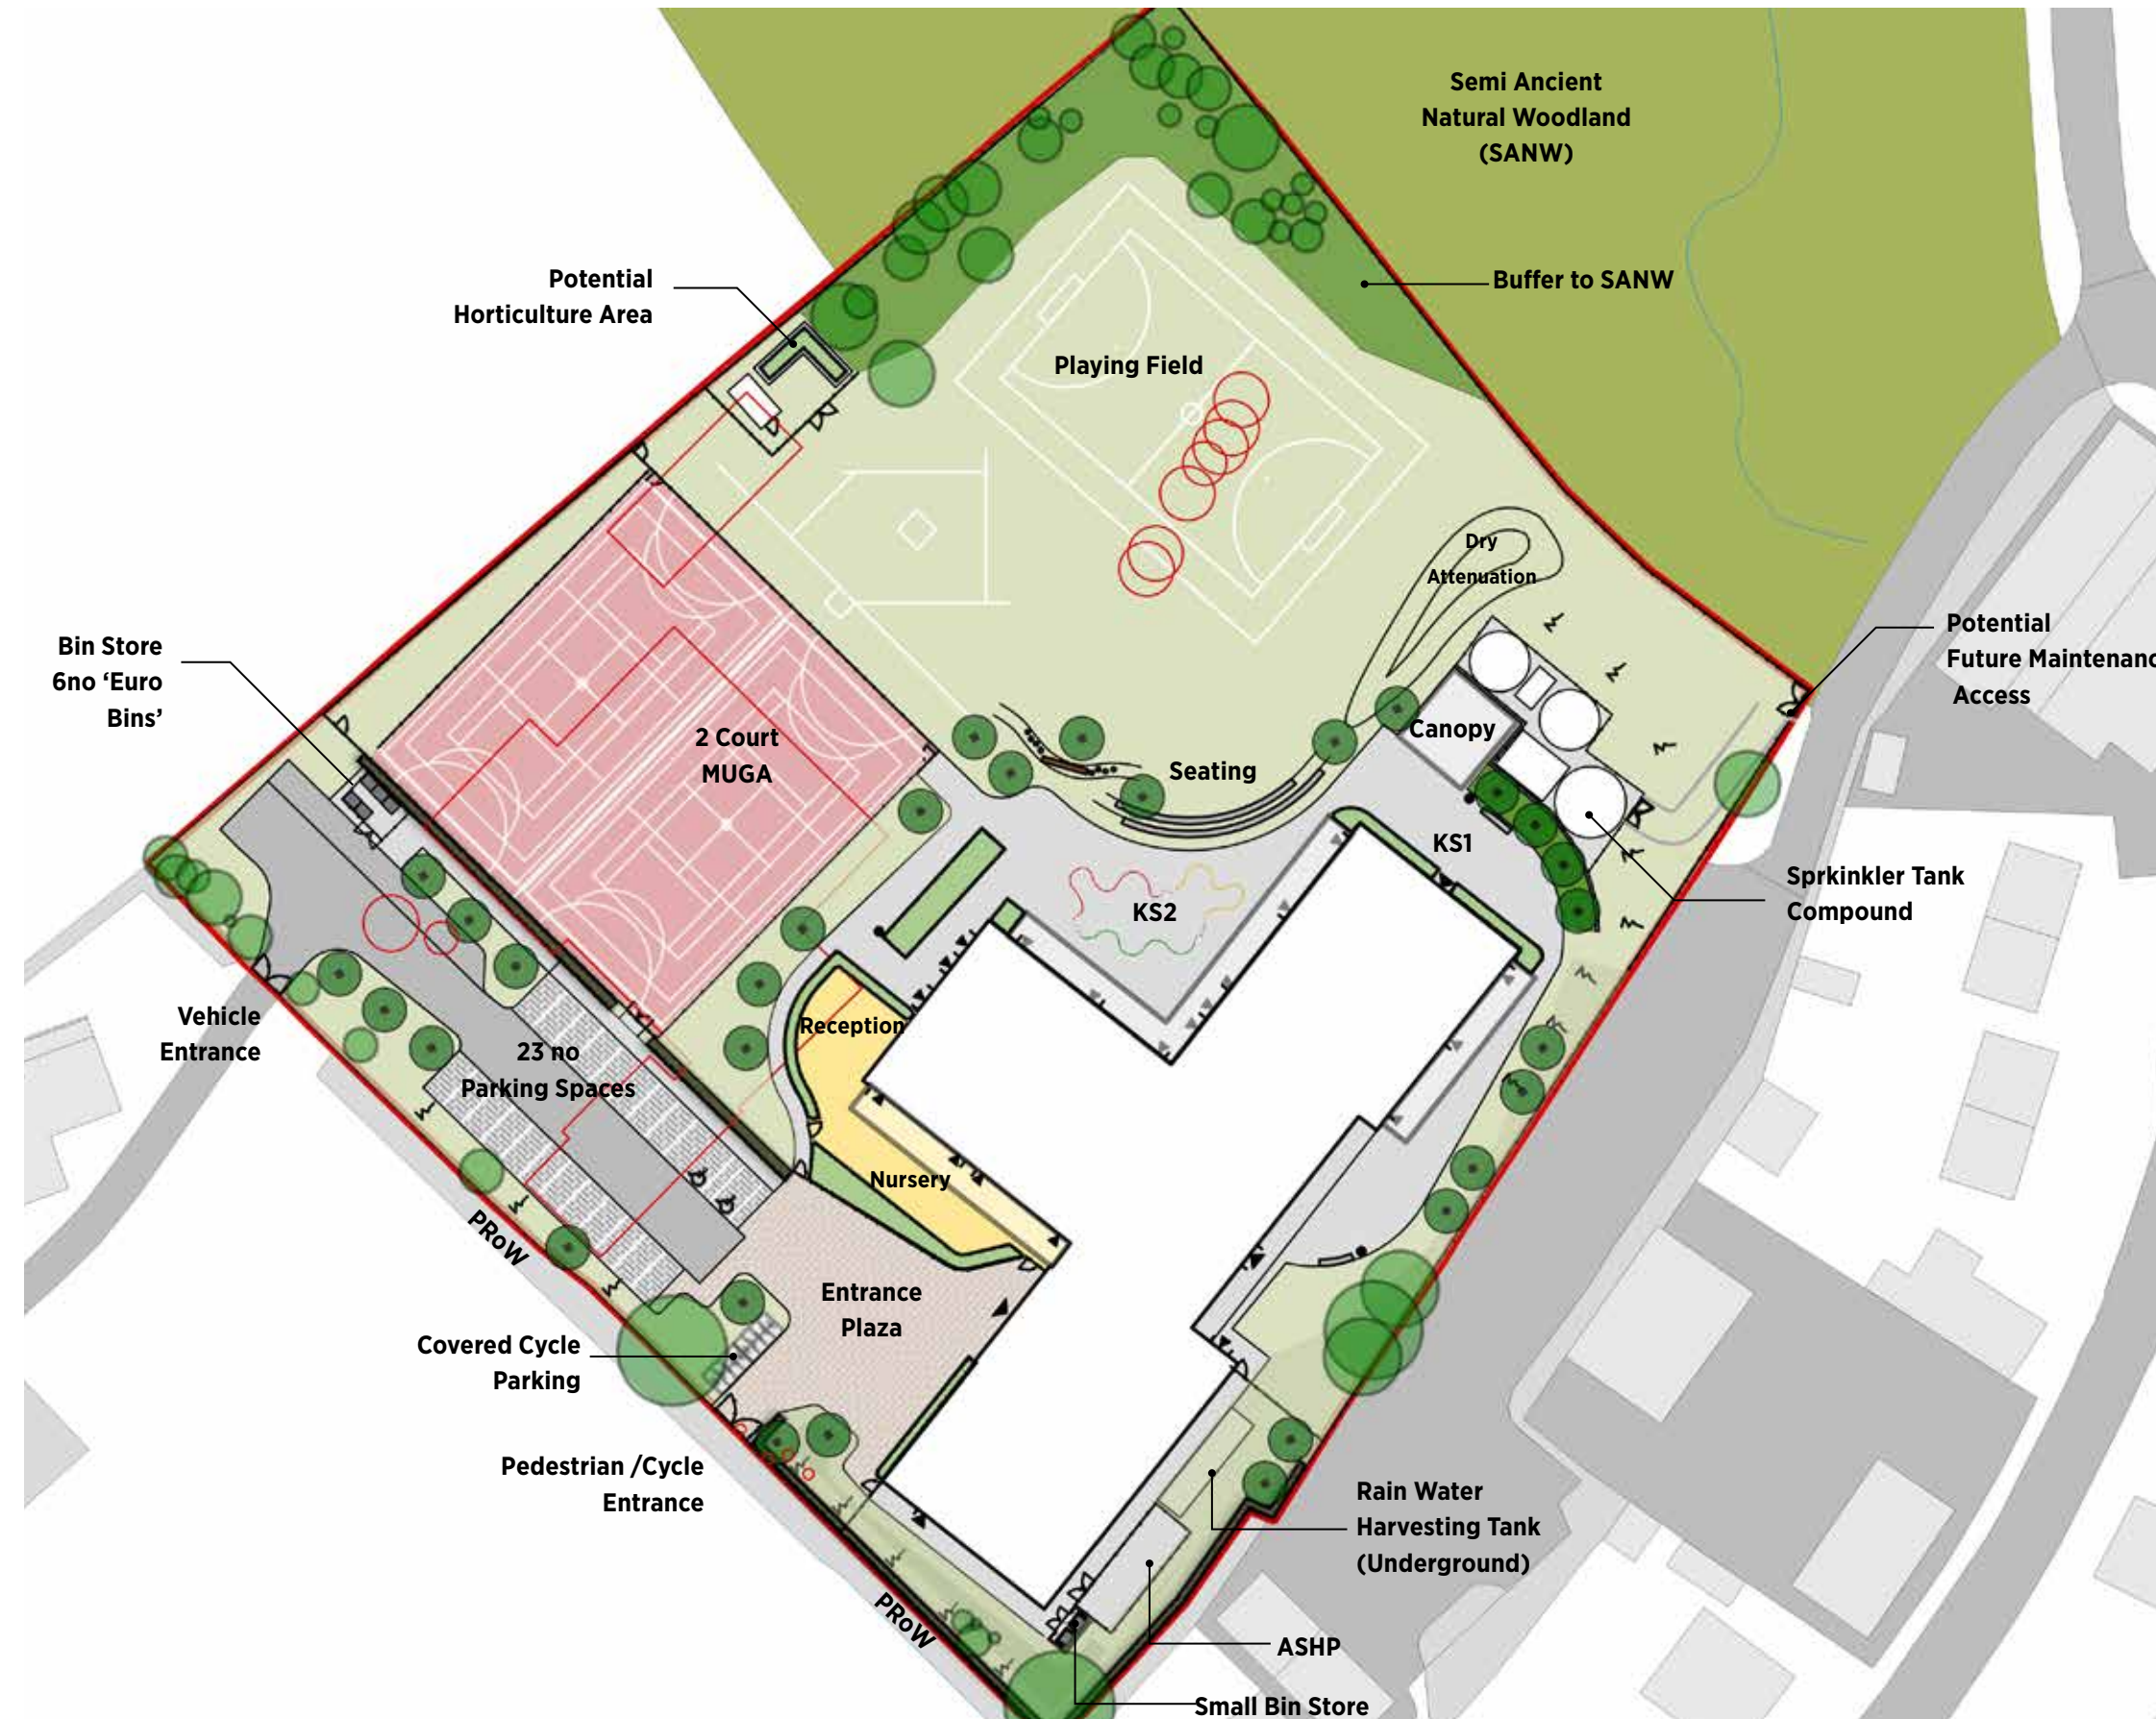 Semi Ancient
Natural Woodland
(SANW)
Potential
Horticulture Area
Buffer to SANW
Playing Field
Dry
Attenuation
Bin Store
6no ‘Euro
Bins’
Potential
Future Maintenanc
Access
2 Court
MUGA
Canopy
Seating
KS1
Sprkinkler Tank
Compound
KS2
Vehicle
Entrance
Reception
23 no
Parking Spaces
Nursery
PRoW
Entrance
Plaza
Covered Cycle
Parking
Pedestrian /Cycle
Entrance
Rain Water
Harvesting Tank
(Underground)
PRoW
ASHP
Small Bin Store